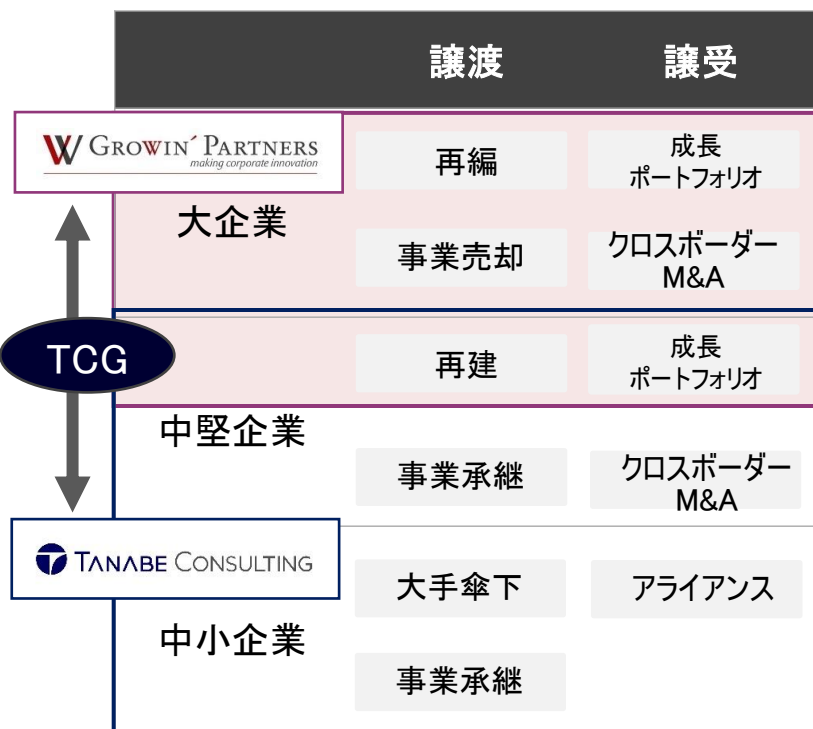 譲渡
譲受
GROWIN´ PARTNERS
making corporate innovation
大企業
再編
成長
ポートフォリオ
事業売却
クロスボーダー
M&A
TCG
中堅企業
再建
成長
ポートフォリオ
事業承継
クロスボーダー
M&A
TANABE CONSULTING
中小企業
大手傘下
アライアンス
事業承継